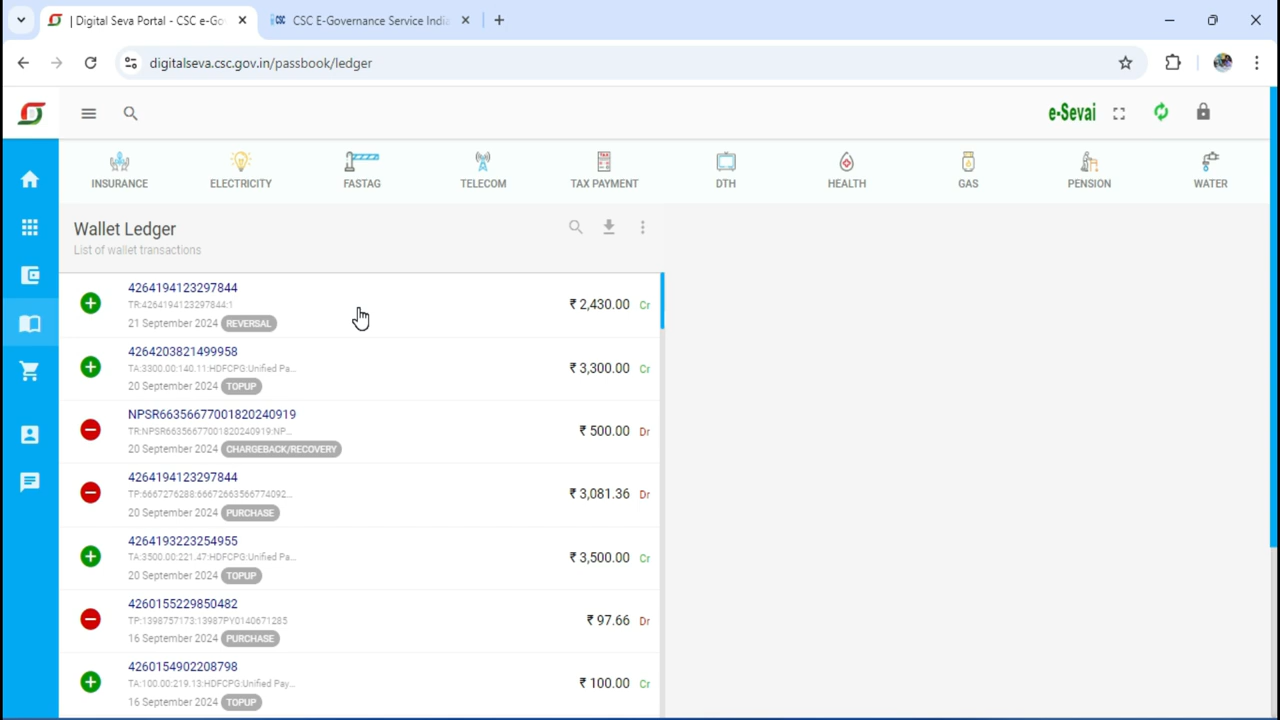 | Digital Seva Portal - CSC e-Go
CSC E-Governance Service India
digitalseva.csc.gov.in/passbook/ledger
e-Sevai
INSURANCE
ELECTRICITY
FASTAG
TELECOM
TAX PAYMENT
DTH
HEALTH
GAS
PENSION
WATER
Wallet Ledger
List of wallet transactions
4264194123297844
TR:4264194123297844:1
21 September 2024 REVERSAL
₹ 2,430.00 Cr
4264203821499958
TA:3300.00:140.11:HDFCPG:Unified Pa...
20 September 2024 TOPUP
₹ 3,300.00 Cr
NPSR66356677001820240919
TR:NPSR66356677001820240919:NP...
20 September 2024 CHARGEBACK/RECOVERY
₹ 500.00 Dr
4264194123297844
TP:6667276288:66672663566774092...
20 September 2024 PURCHASE
₹ 3,081.36 Dr
4264193223254955
TA:3500.00:221.47:HDFCPG:Unified Pa...
20 September 2024 TOPUP
₹ 3,500.00 Cr
4260155229850482
TP:1398757173:13987PY0140671285
16 September 2024 PURCHASE
₹ 97.66 Dr
4260154902208798
TA:100.00:219.13:HDFCPG:Unified Pay...
16 September 2024 TOPUP
₹ 100.00 Cr